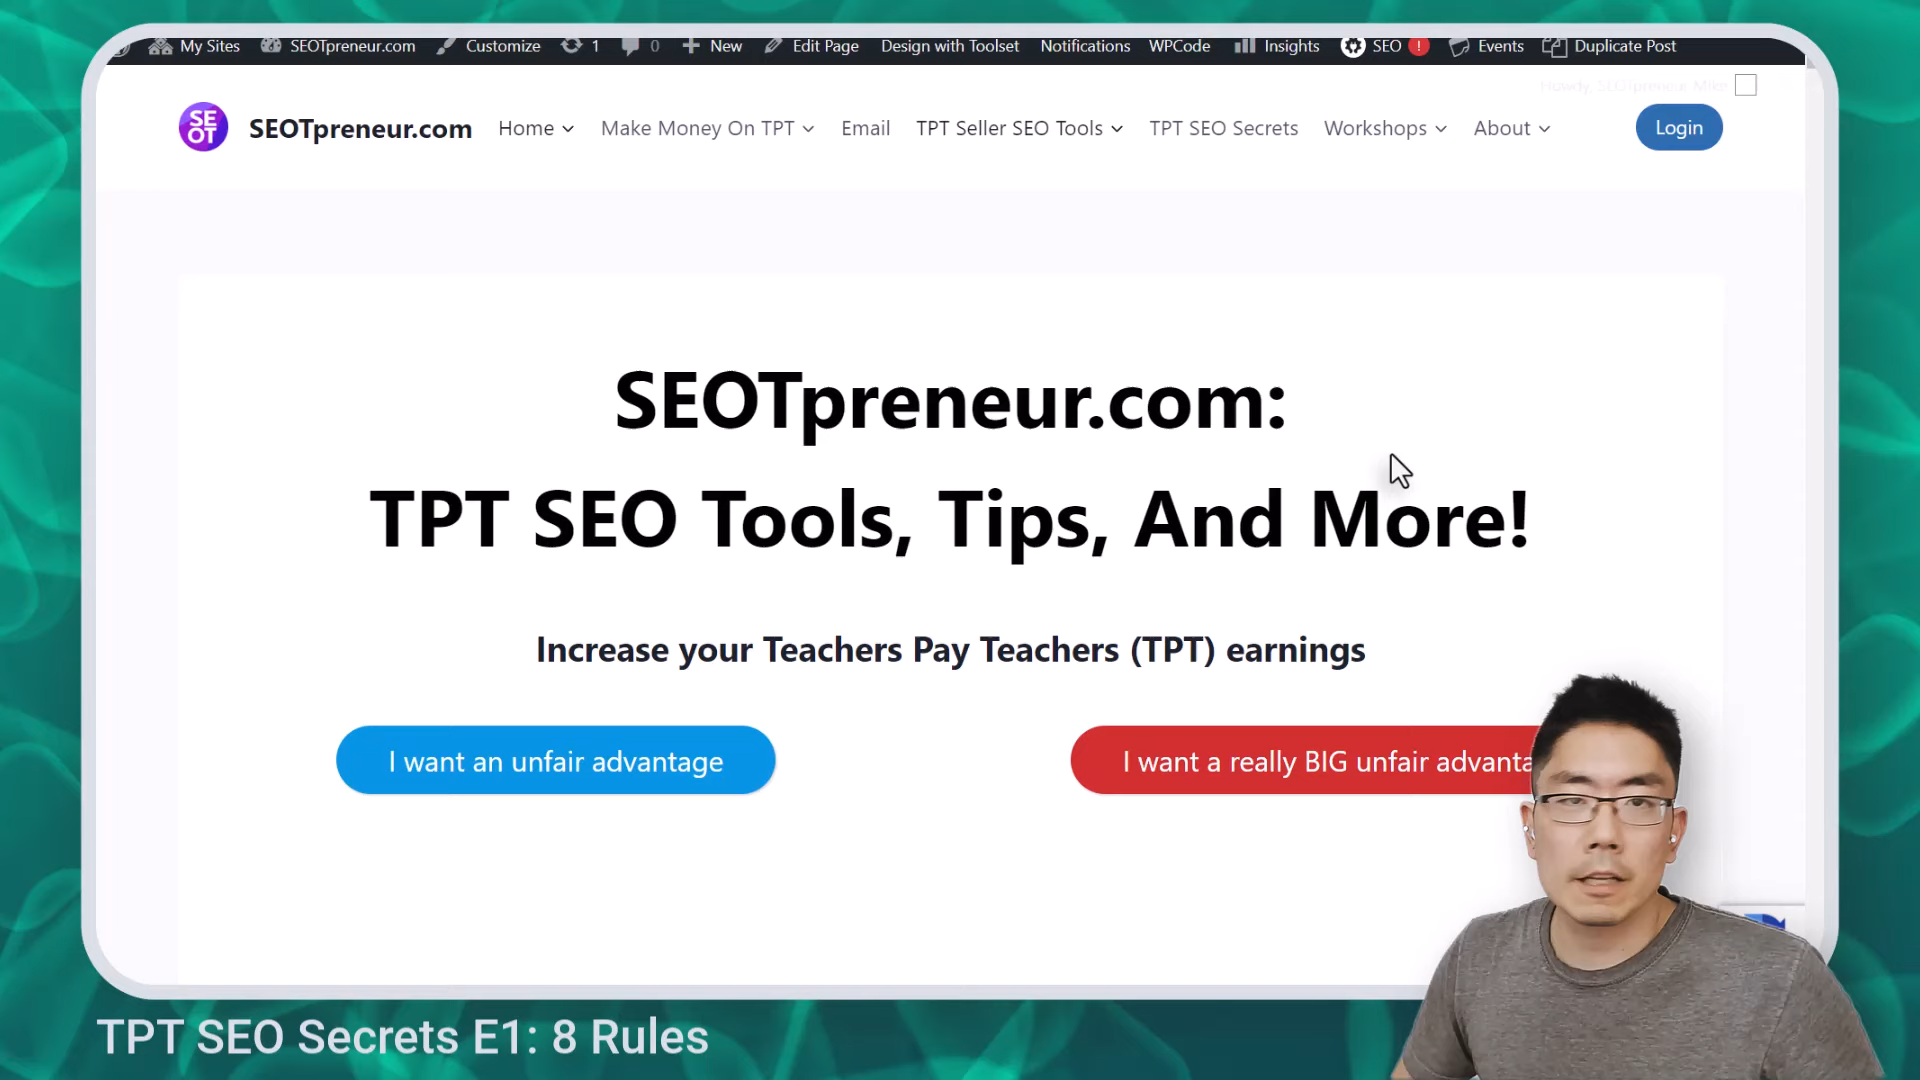 My Sites SEOTpreneur.com Customize 1 0 New Edit Page Design with Toolset Notifications WPCode Insights SEO ! Events Duplicate Post
Howdy, SEOTpreneur Mike
SE
OT
SEOTpreneur.com Home Make Money On TPT Email TPT Seller SEO Tools TPT SEO Secrets Workshops About Login
SEOTpreneur.com:
TPT SEO Tools, Tips, And More!
Increase your Teachers Pay Teachers (TPT) earnings
I want an unfair advantage
I want a really BIG unfair advanta
TPT SEO Secrets E1: 8 Rules